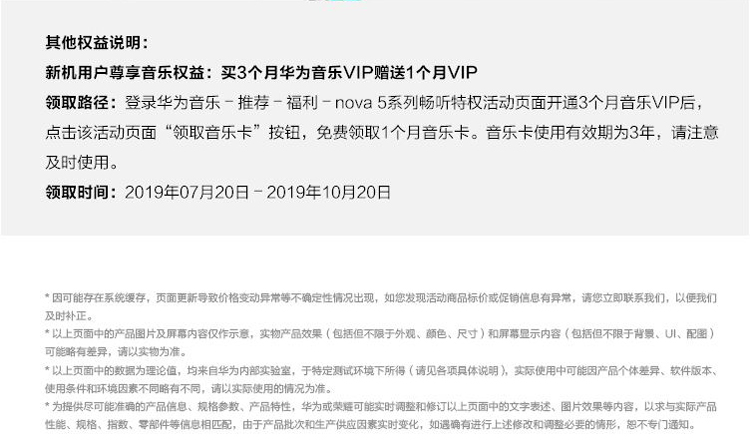 其他权益说明：
新机用户尊享音乐权益：买3个月华为音乐VIP赠送1个月VIP
领取路径：登录华为音乐－推荐－福利－nova 5系列畅听特权活动页面开通3个月音乐VIP后，
点击该活动页面“领取音乐卡”按钮，免费领取1个月音乐卡。音乐卡使用有效期为3年，请注意
及时使用。
领取时间：2019年07月20日－2019年10月20日
* 因可能存在系统缓存，页面更新导致价格变动异常等不确定性情况出现，如您发现活动商品标价或促销信息有异常，请您立即联系我们，以便我们
及时补正。
* 以上页面中的产品图片及屏幕内容仅作示意，实物产品效果（包括但不限于外观、颜色、尺寸）和屏幕显示内容（包括但不限于背景、UI、配图）
可能略有差异，请以实物为准。
* 以上页面中的数据为理论值，均来自华为内部实验室，于特定测试环境下所得（请见各项具体说明），实际使用中可能因产品个体差异、软件版本、
使用条件和环境因素不同略有不同，请以实际使用的情况为准。
* 为提供尽可能准确的产品信息、规格参数、产品特性，华为或荣耀可能实时调整和修订以上页面中的文字表述、图片效果等内容，以求与实际产品
性能、规格、指数、零部件等信息相匹配，由于产品批次和生产供应因素实时变化，如遇确有进行上述修改和调整必要的情形，恕不专门通知。